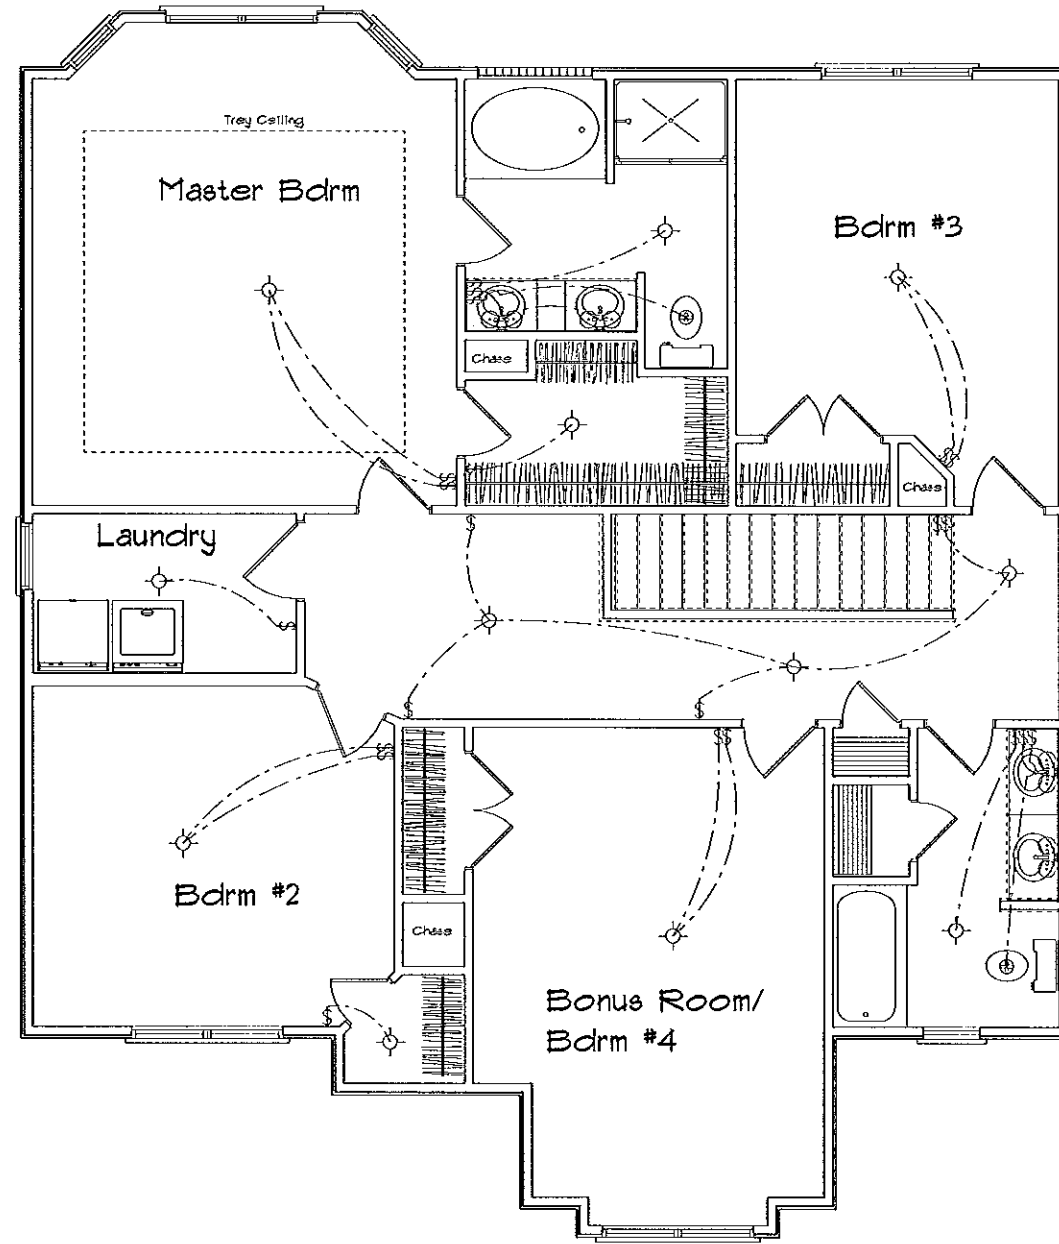 Trey Ceiling
Master Bdrm
Bdrm #3
Chase
Chase
Laundry
Bdrm #2
Chase
Bonus Room/
Bdrm #4